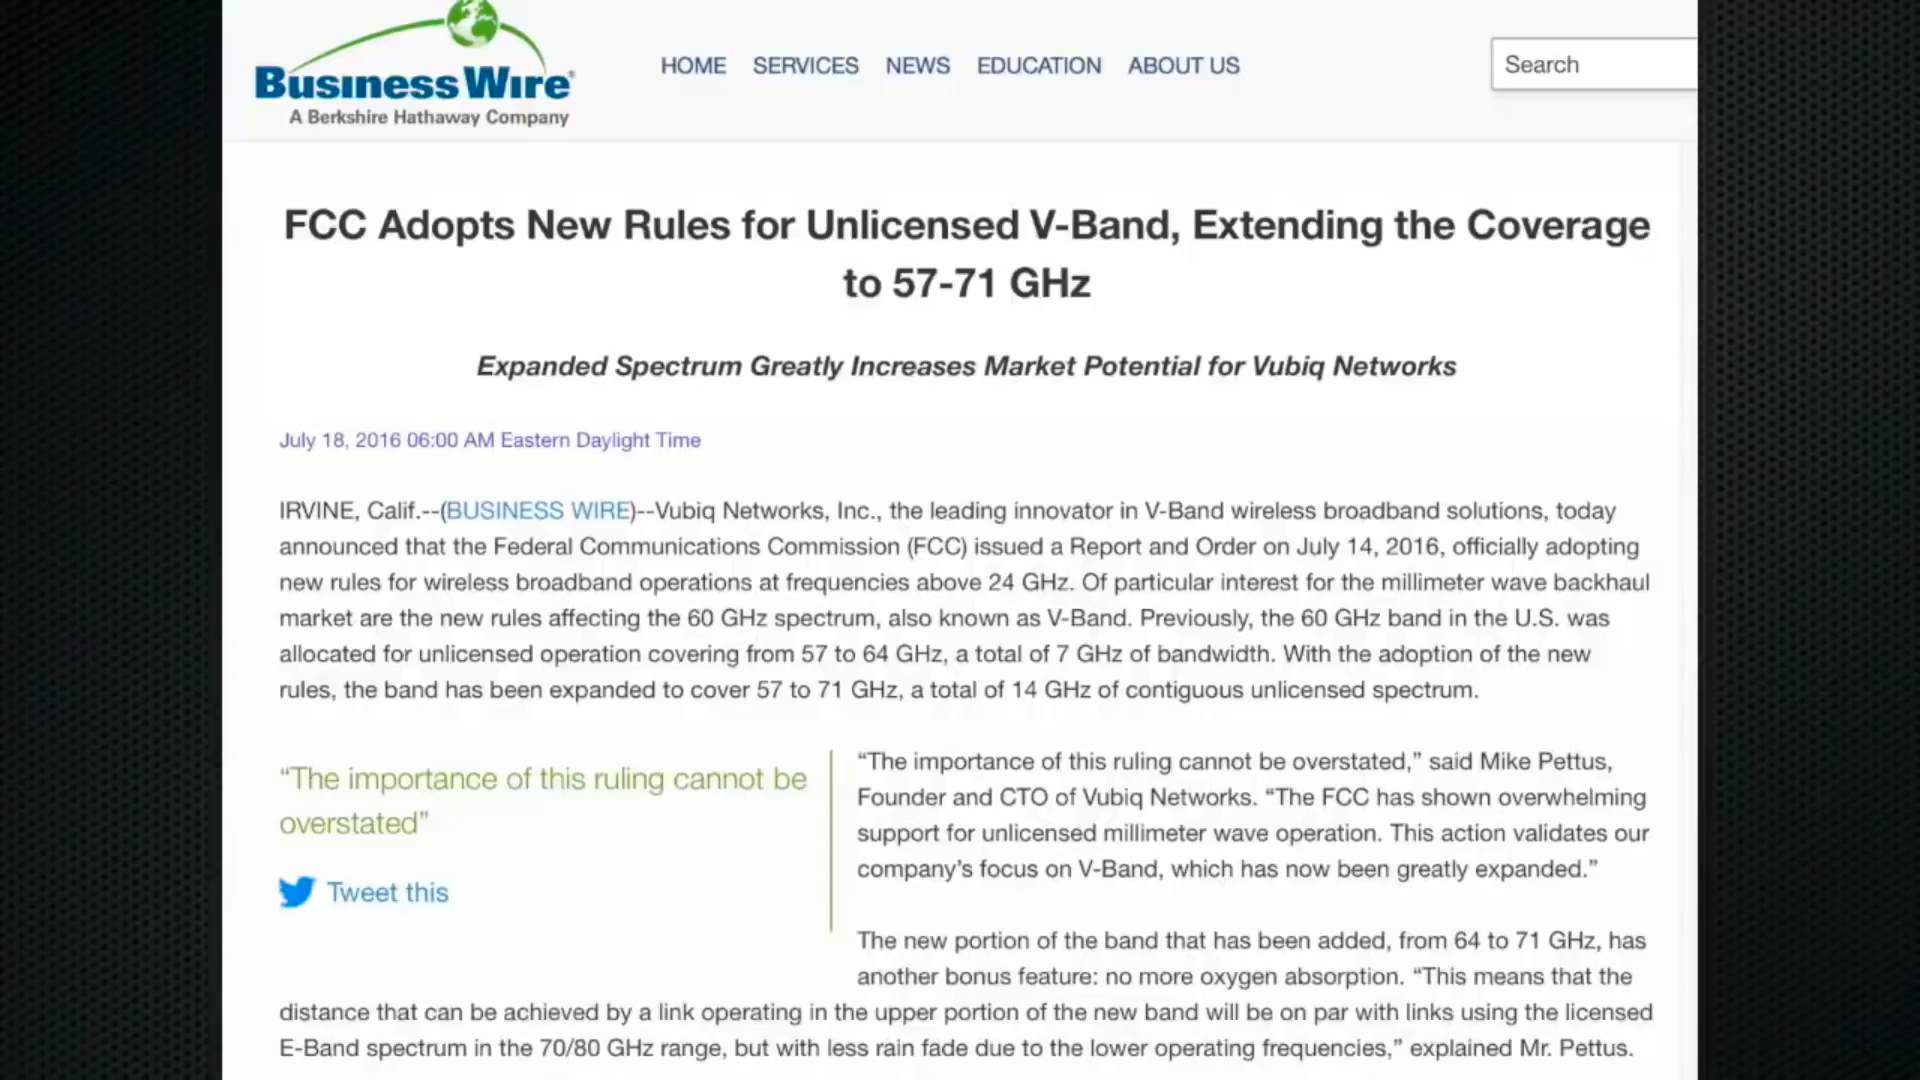 Business Wire®
A Berkshire Hathaway Company
HOME SERVICES NEWS EDUCATION ABOUT US
Search
FCC Adopts New Rules for Unlicensed V-Band, Extending the Coverage
to 57-71 GHz
Expanded Spectrum Greatly Increases Market Potential for Vubiq Networks
July 18, 2016 06:00 AM Eastern Daylight Time
IRVINE, Calif.--(BUSINESS WIRE)--Vubiq Networks, Inc., the leading innovator in V-Band wireless broadband solutions, today
announced that the Federal Communications Commission (FCC) issued a Report and Order on July 14, 2016, officially adopting
new rules for wireless broadband operations at frequencies above 24 GHz. Of particular interest for the millimeter wave backhaul
market are the new rules affecting the 60 GHz spectrum, also known as V-Band. Previously, the 60 GHz band in the U.S. was
allocated for unlicensed operation covering from 57 to 64 GHz, a total of 7 GHz of bandwidth. With the adoption of the new
rules, the band has been expanded to cover 57 to 71 GHz, a total of 14 GHz of contiguous unlicensed spectrum.
“The importance of this ruling cannot be
overstated”
Tweet this
“The importance of this ruling cannot be overstated,” said Mike Pettus,
Founder and CTO of Vubiq Networks. “The FCC has shown overwhelming
support for unlicensed millimeter wave operation. This action validates our
company’s focus on V-Band, which has now been greatly expanded.”
The new portion of the band that has been added, from 64 to 71 GHz, has
another bonus feature: no more oxygen absorption. “This means that the
distance that can be achieved by a link operating in the upper portion of the new band will be on par with links using the licensed
E-Band spectrum in the 70/80 GHz range, but with less rain fade due to the lower operating frequencies,” explained Mr. Pettus.